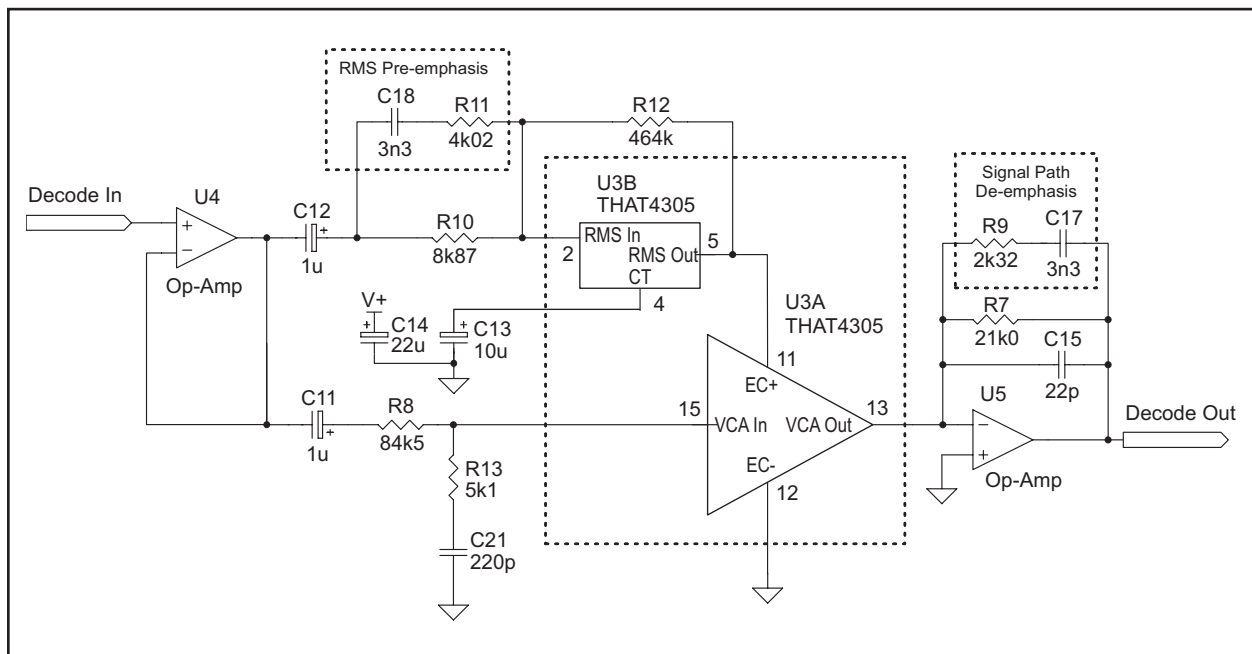 RMS Pre-emphasis
C18
3n3
R11
4k02
R12
464k
Decode In
U4
+
−
Op-Amp
C12
+
1u
R10
8k87
U3B
THAT4305
RMS In
RMS Out
CT
2
5
4
V+
+
C14
22u
+
C13
10u
U3A
THAT4305
11
EC+
15
VCA In
VCA Out
13
EC-
12
C11
+
1u
R8
84k5
R13
5k1
C21
220p
Signal Path
De-emphasis
R9
2k32
C17
3n3
R7
21k0
C15
22p
U5
−
+
Op-Amp
Decode Out